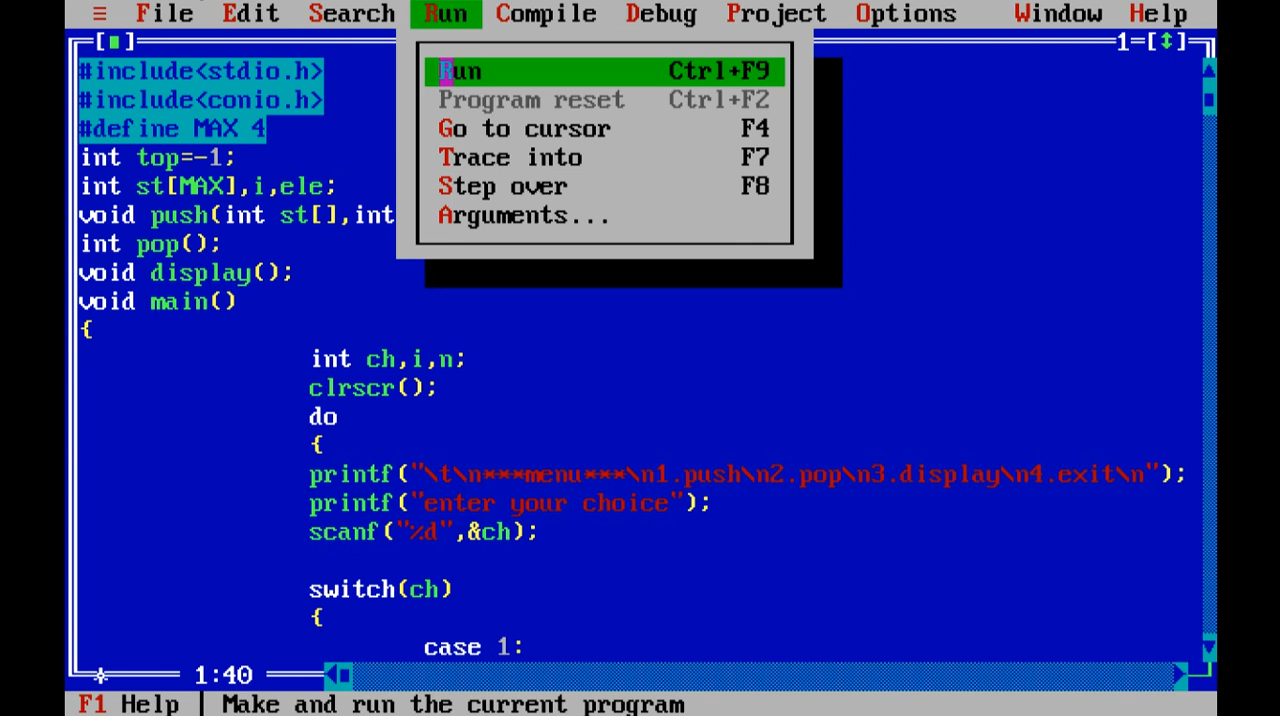 ≡ File Edit Search Run Compile Debug Project Options Window Help
[■] 1=[↕]
Run Ctrl+F9
Program reset Ctrl+F2
Go to cursor F4
Trace into F7
Step over F8
Arguments...
#include<stdio.h>
#include<conio.h>
#define MAX 4
int top=-1;
int st[MAX],i,ele;
void push(int st[],int
int pop();
void display();
void main()
{
int ch,i,n;
clrscr();
do
{
printf("\t\n***menu***\n1.push\n2.pop\n3.display\n4.exit\n");
printf("enter your choice");
scanf("%d",&ch);
switch(ch)
{
case 1:
1:40
F1 Help | Make and run the current program